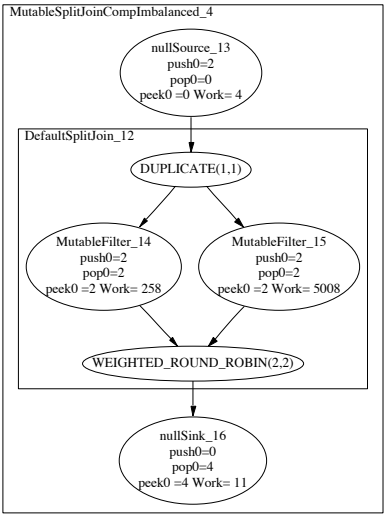 MutableSplitJoinCompImbalanced_4
nullSource_13
push0=2
pop0=0
peek0 =0 Work= 4
DefaultSplitJoin_12
DUPLICATE(1,1)
MutableFilter_14
push0=2
pop0=2
peek0 =2 Work= 258
MutableFilter_15
push0=2
pop0=2
peek0 =2 Work= 5008
WEIGHTED_ROUND_ROBIN(2,2)
nullSink_16
push0=0
pop0=4
peek0 =4 Work= 11